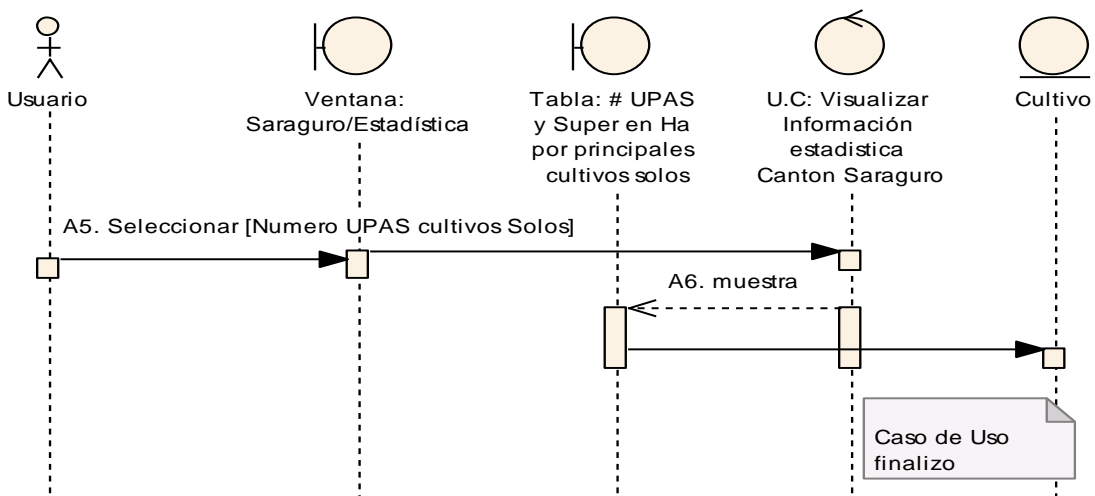 Usuario
Ventana:
Saraguro/Estadística
Tabla: # UPAS
y Super en Ha
por principales
cultivos solos
U.C: Visualizar
Información
estadistica
Canton Saraguro
Cultivo
A5. Seleccionar [Numero UPAS cultivos Solos]
A6. muestra
Caso de Uso
finalizo